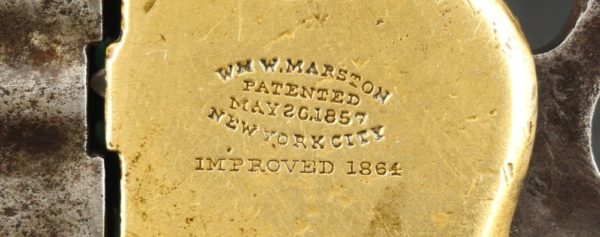 WM W. MARSTON
PATENTED
MAY 26, 1857
NEW YORK CITY
IMPROVED 1864